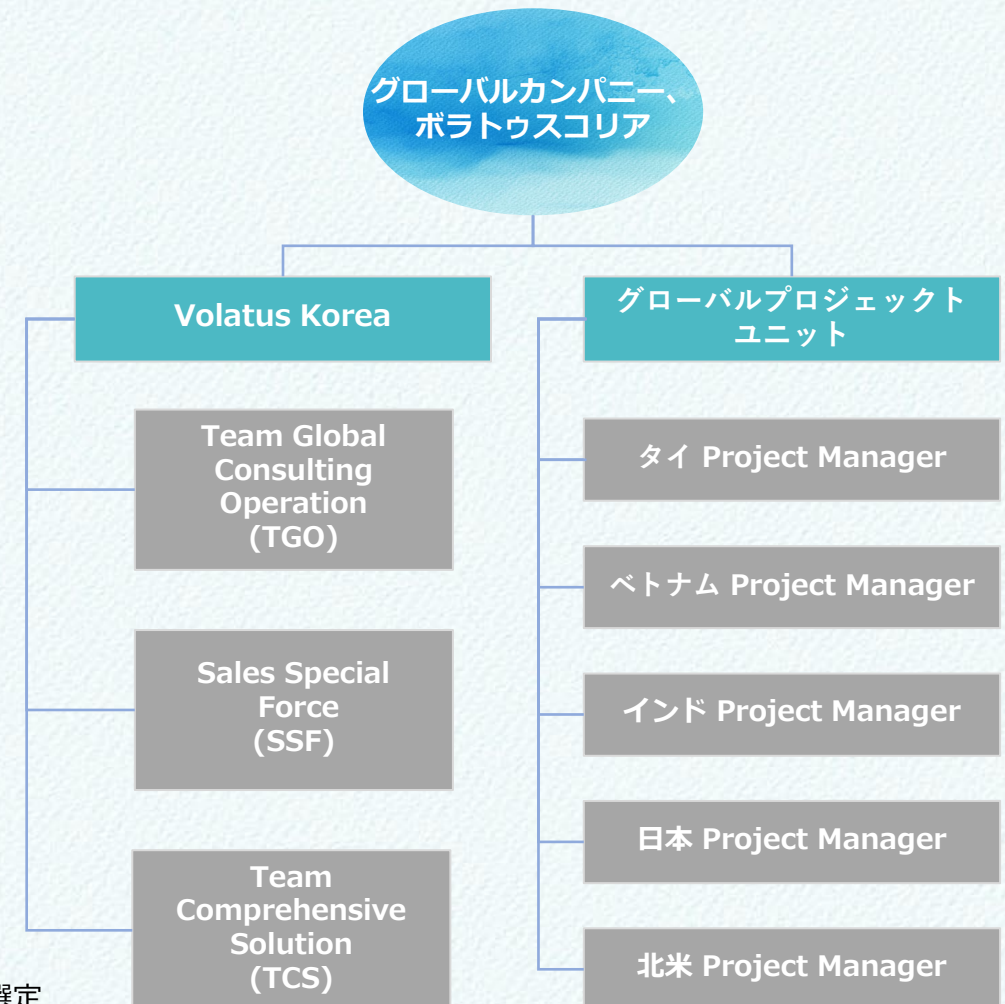 グローバルカンパニー、
ボラトゥスコリア
Volatus Korea
Team Global
Consulting
Operation
(TGO)
Sales Special
Force
(SSF)
Team
Comprehensive
Solution
(TCS)
グローバルプロジェックト
ユニット
タイ Project Manager
ベトナム Project Manager
インド Project Manager
日本 Project Manager
北米 Project Manager
選定